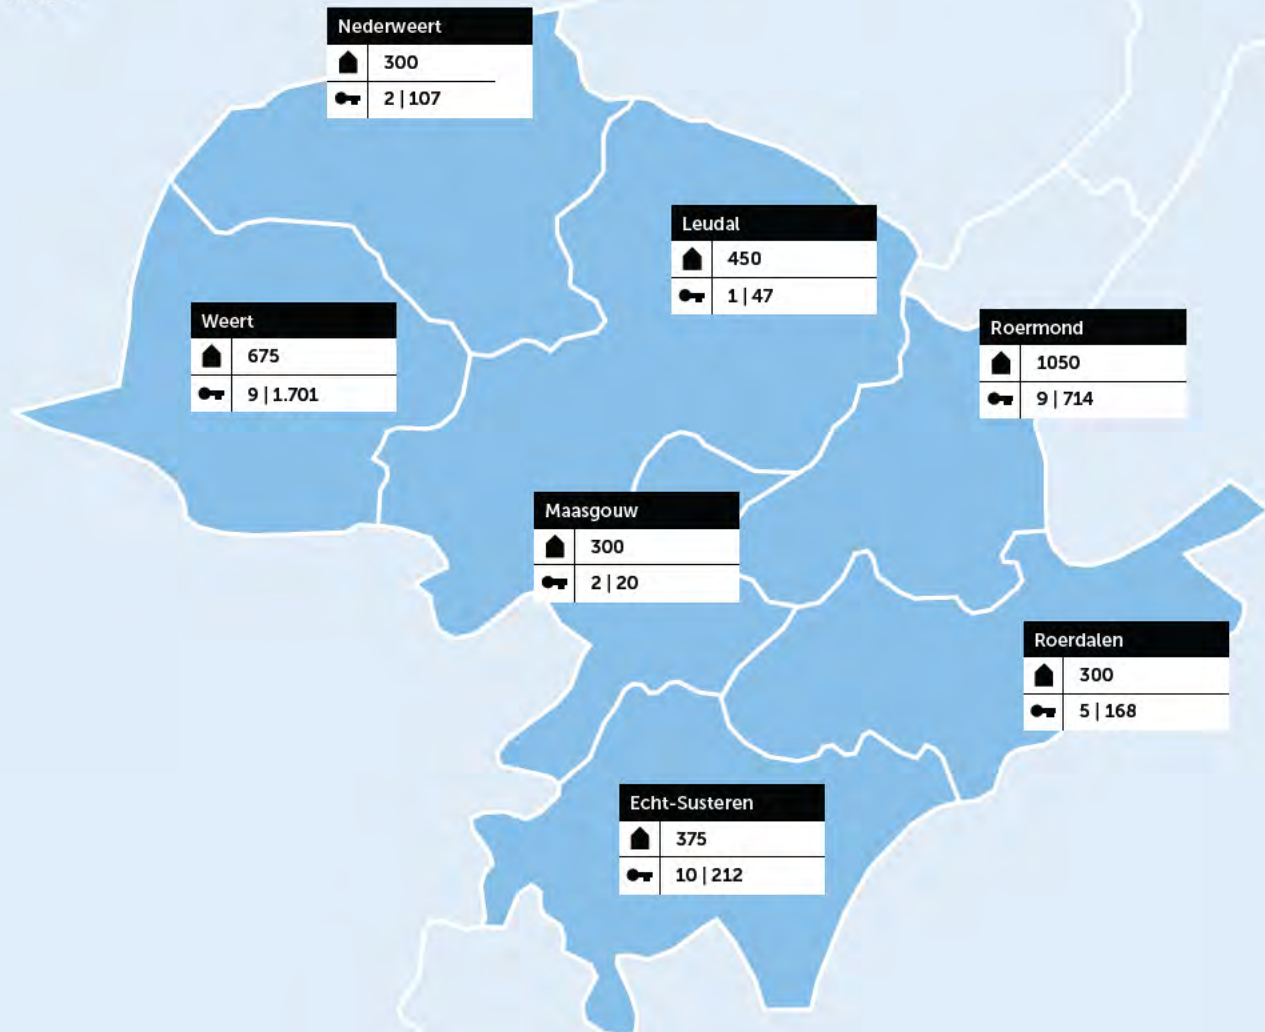 Nederweert
300
2 | 107
Leudal
450
1 | 47
Weert
675
9 | 1.701
Roermond
1050
9 | 714
Maasgouw
300
2 | 20
Roerdalen
300
5 | 168
Echt-Susteren
375
10 | 212